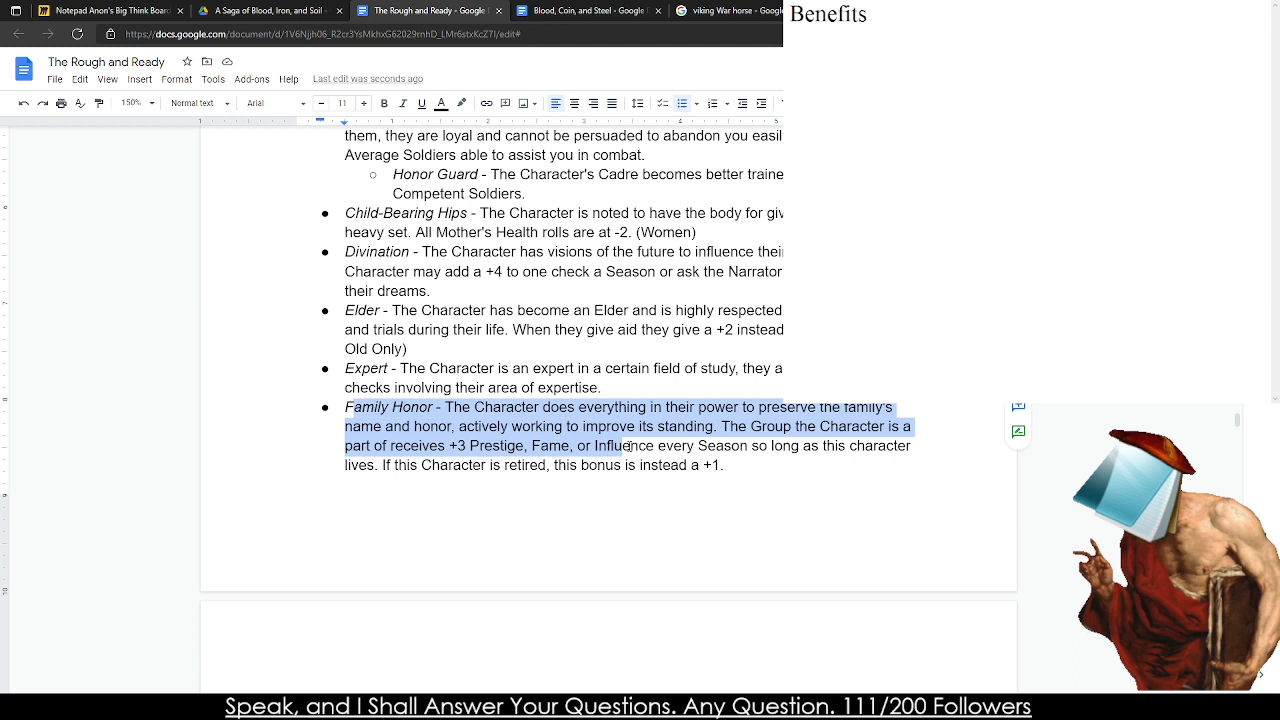 Notepad Anon's Big Think Board
A Saga of Blood, Iron, and Soil -
The Rough and Ready - Google
Blood, Coin, and Steel - Google
viking War horse - Google
Benefits
https://docs.google.com/document/d/1V6Njjh06_R2cr3YsMkhxG62029rnhD_LMr6stxKcZ7I/edit#
The Rough and Ready
File Edit View Insert Format Tools Add-ons Help Last edit was seconds ago
150% Normal text Arial 11
them, they are loyal and cannot be persuaded to abandon you easil
Average Soldiers able to assist you in combat.
○ Honor Guard - The Character's Cadre becomes better traine
Competent Soldiers.
● Child-Bearing Hips - The Character is noted to have the body for giv
heavy set. All Mother's Health rolls are at -2. (Women)
● Divination - The Character has visions of the future to influence thei
Character may add a +4 to one check a Season or ask the Narrator
their dreams.
● Elder - The Character has become an Elder and is highly respected
and trials during their life. When they give aid they give a +2 instead
Old Only)
● Expert - The Character is an expert in a certain field of study, they a
checks involving their area of expertise.
● Family Honor - The Character does everything in their power to preserve the family's
name and honor, actively working to improve its standing. The Group the Character is a
part of receives +3 Prestige, Fame, or Influence every Season so long as this character
lives. If this Character is retired, this bonus is instead a +1.
Speak, and I Shall Answer Your Questions. Any Question. 111/200 Followers